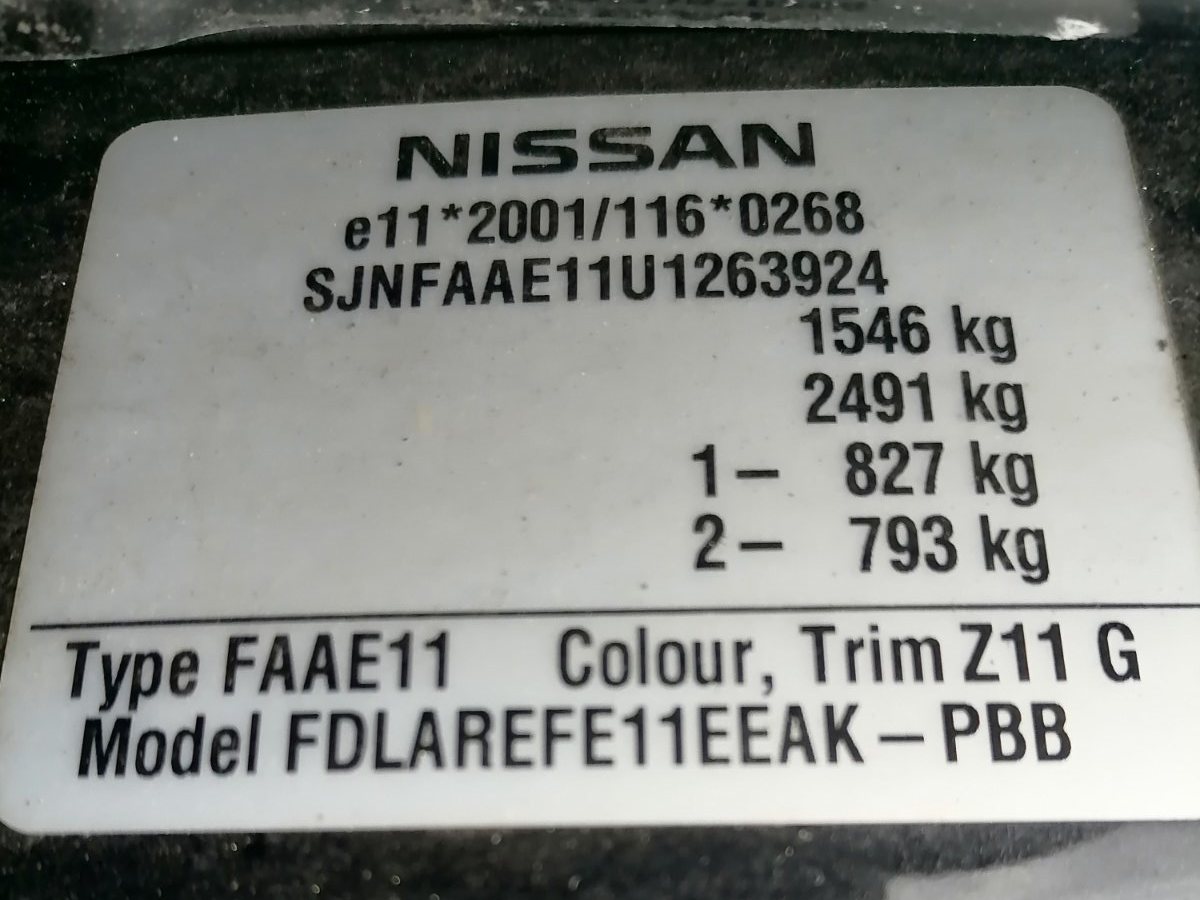 NISSAN
e11*2001/116*0268
SJNFAAE11U1263924
1546 kg
2491 kg
1– 827 kg
2– 793 kg
Type FAAE11 Colour, Trim Z11 G
Model FDLAREFE11EEAK – PBB